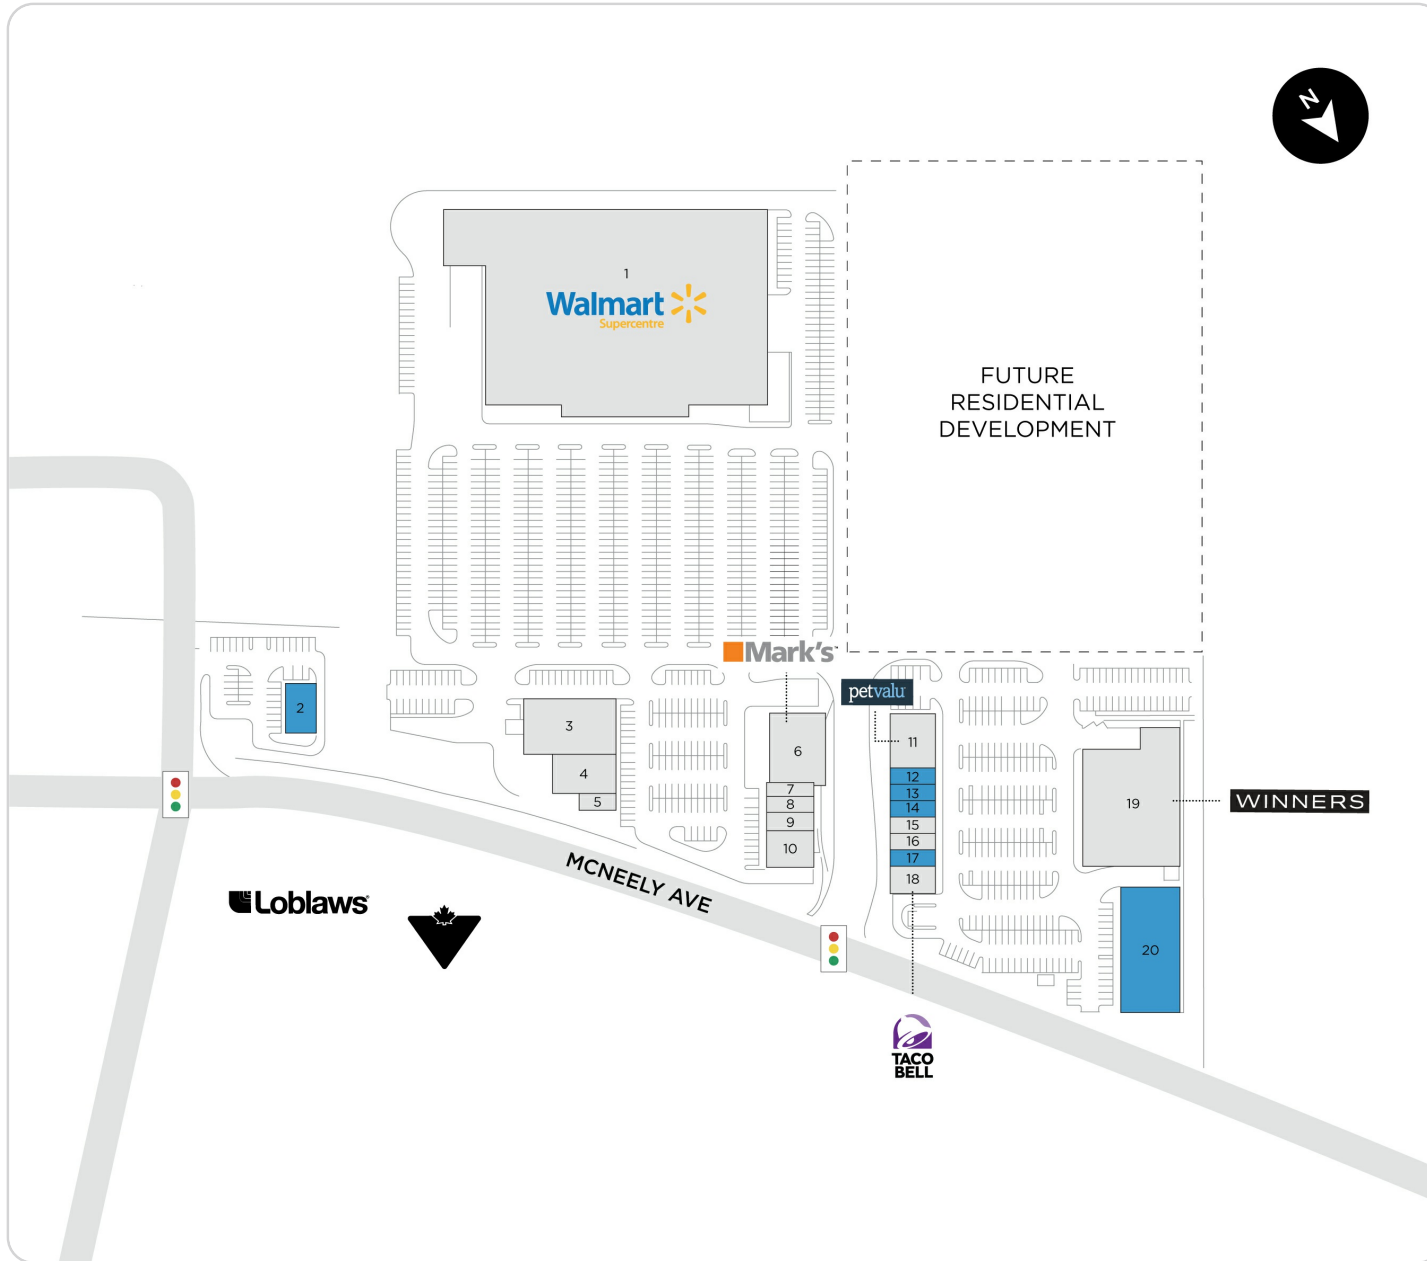 N
1
Walmart
Supercentre
FUTURE
RESIDENTIAL
DEVELOPMENT
Mark's
petvalu
2
3
4
5
6
7
8
9
10
11
12
13
14
15
16
17
18
19
WINNERS
20
MCNEELY AVE
Loblaws
TACO
BELL